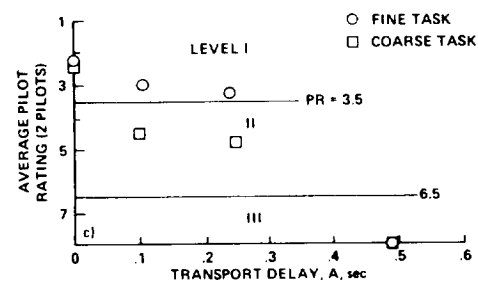 FINE TASK
COARSE TASK
LEVEL I
AVERAGE PILOT
RATING (2 PILOTS)
1
3
5
7
PR = 3.5
II
6.5
III
c)
0 .1 .2 .3 .4 .5 .6
TRANSPORT DELAY, A, sec